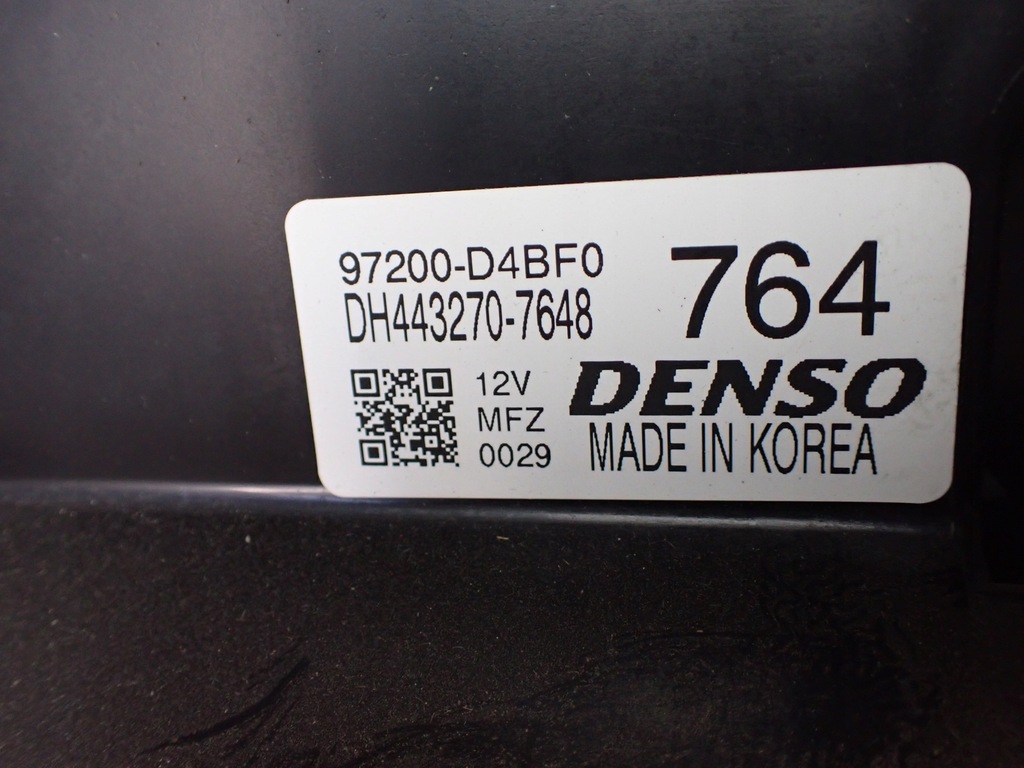 97200-D4BF0
DH443270-7648
764
12V
MFZ
0029
DENSO
MADE IN KOREA